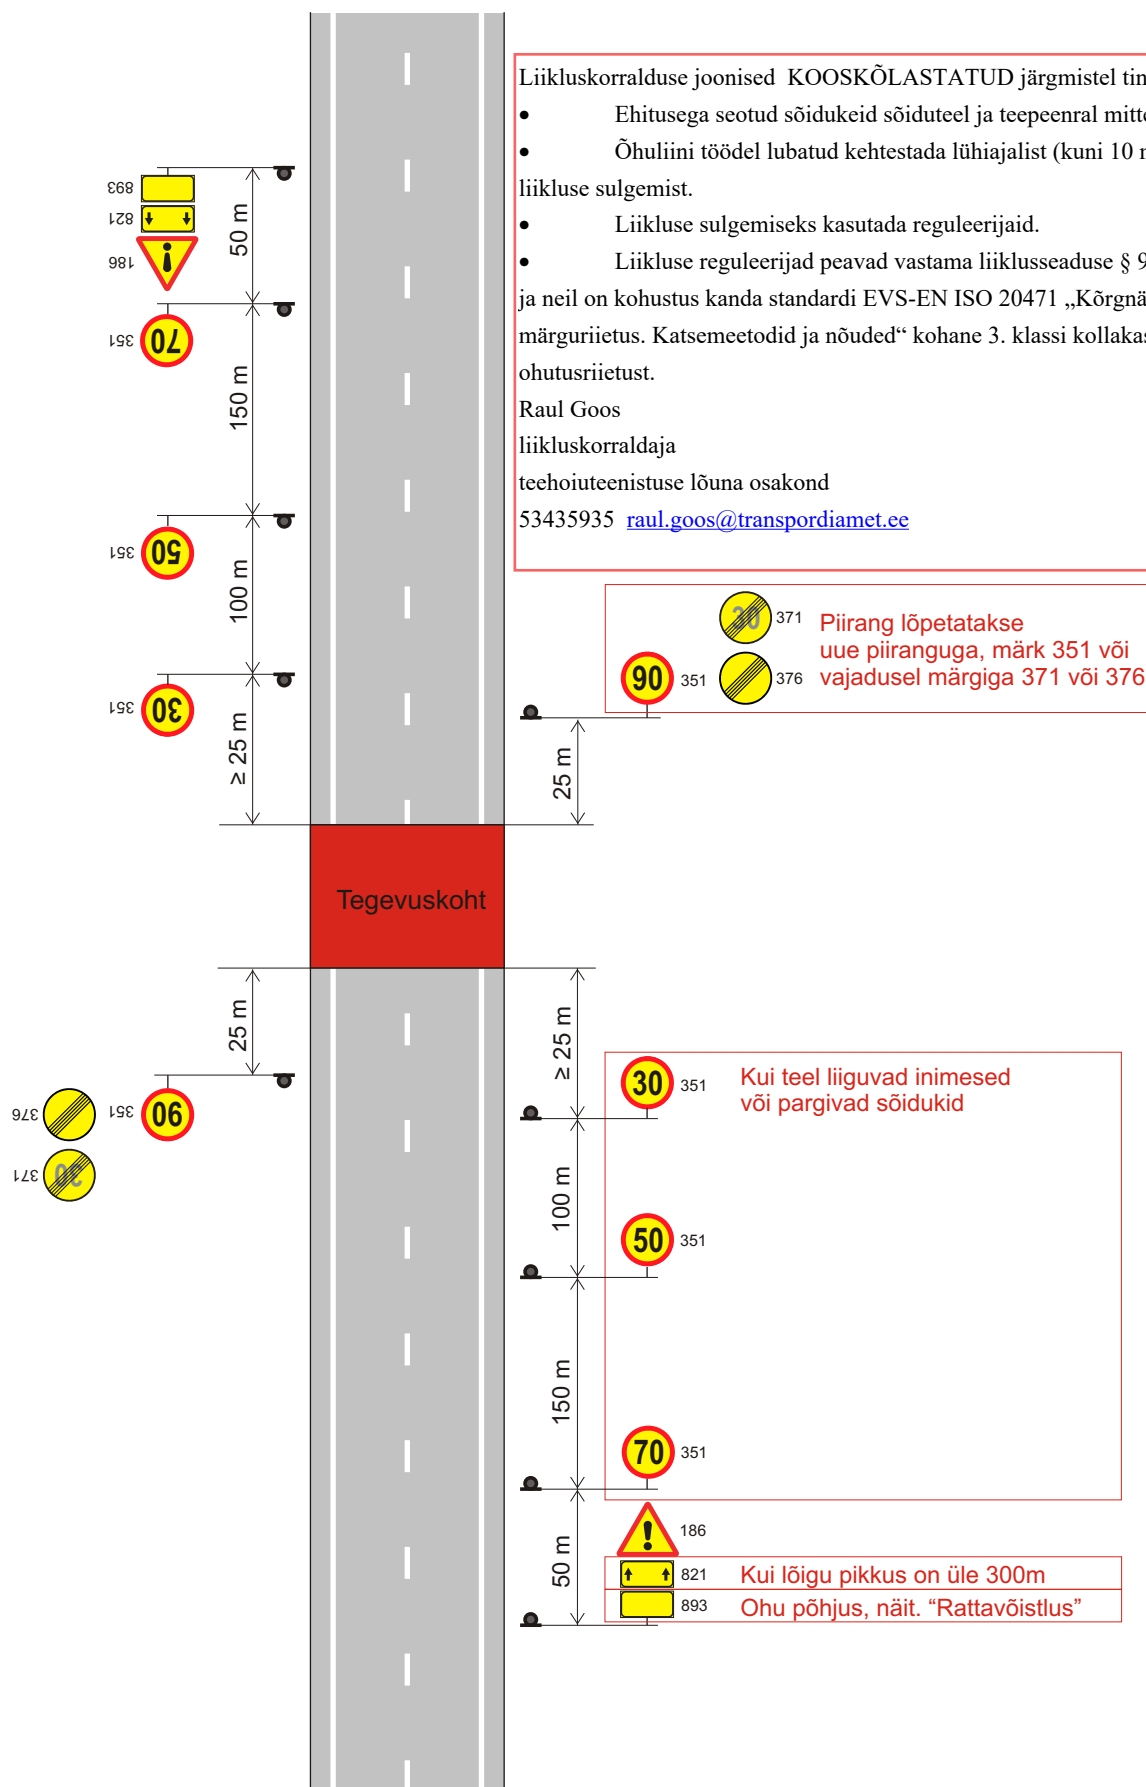 Liikluskorralduse joonised KOOSKÕLASTATUD järgmistel tin
• Ehitusega seotud sõidukeid sõiduteel ja teepeenral mitte
• Õhuliini töödel lubatud kehtestada lühiajalist (kuni 10 m
liikluse sulgemist.
• Liikluse sulgemiseks kasutada reguleerijaid.
• Liikluse reguleerijad peavad vastama liiklusseaduse § 9
ja neil on kohustus kanda standardi EVS-EN ISO 20471 „Kõrgnä
märguriietus. Katsemeetodid ja nõuded“ kohane 3. klassi kollakas
ohutusriietust.
Raul Goos
liikluskorraldaja
teehoiuteenistuse lõuna osakond
53435935 raul.goos@transpordiamet.ee
893
821
186
50 m
351
70
150 m
351
50
100 m
351
30
≥ 25 m
30 371
90 351
376
Piirang lõpetatakse
uue piiranguga, märk 351 või
vajadusel märgiga 371 või 376
25 m
Tegevuskoht
25 m
376
351
90
371
30
≥ 25 m
30 351
Kui teel liiguvad inimesed
või pargivad sõidukid
100 m
50 351
150 m
70 351
50 m
186
821 Kui lõigu pikkus on üle 300m
893 Ohu põhjus, näit. “Rattavõistlus”